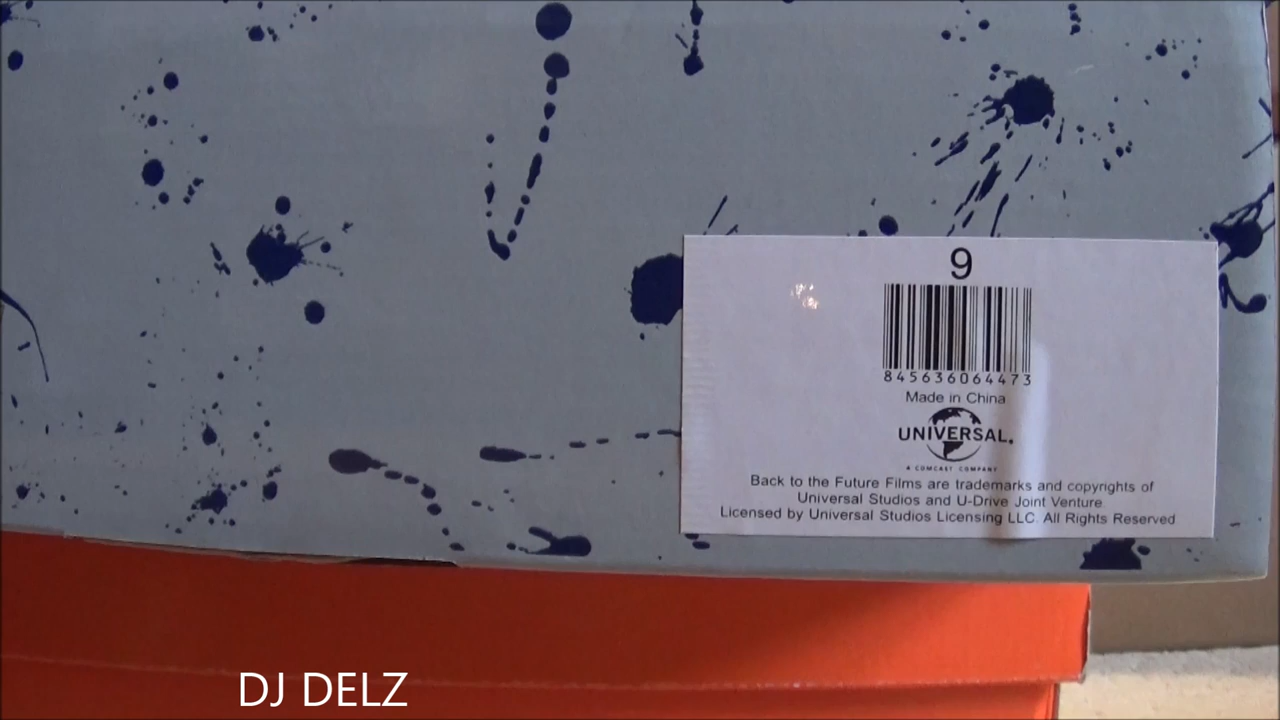 9
845636064473
Made in China
UNIVERSAL.
A COMCAST COMPANY
Back to the Future Films are trademarks and copyrights of
Universal Studios and U-Drive Joint Venture.
Licensed by Universal Studios Licensing LLC. All Rights Reserved
DJ DELZ